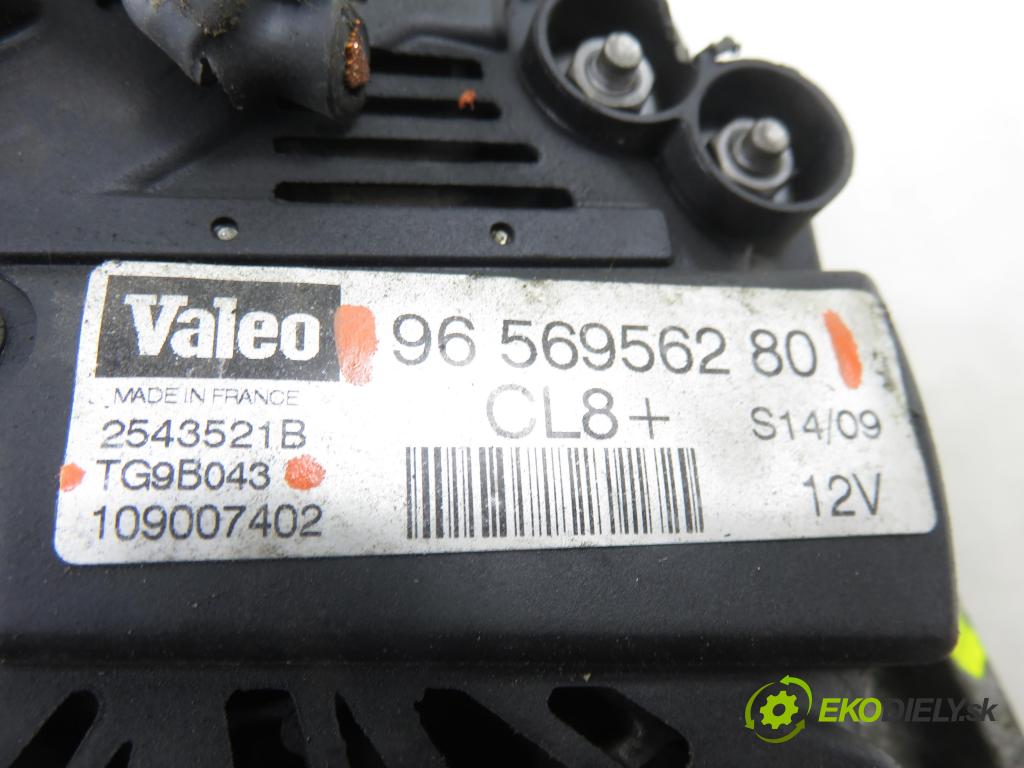 Valeo
96 569562 80
MADE IN FRANCE
CL8+
2543521B
S14/09
TG9B043
12V
109007402
EKODIELY.sk